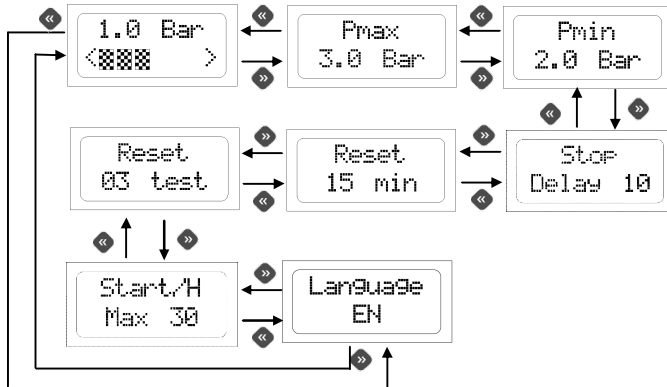 1.0 Bar
< >
Pmax
3.0 Bar
Pmin
2.0 Bar
Reset
03 test
Reset
15 min
Stop
Delay 10
Start/H
Max 30
Language
EN